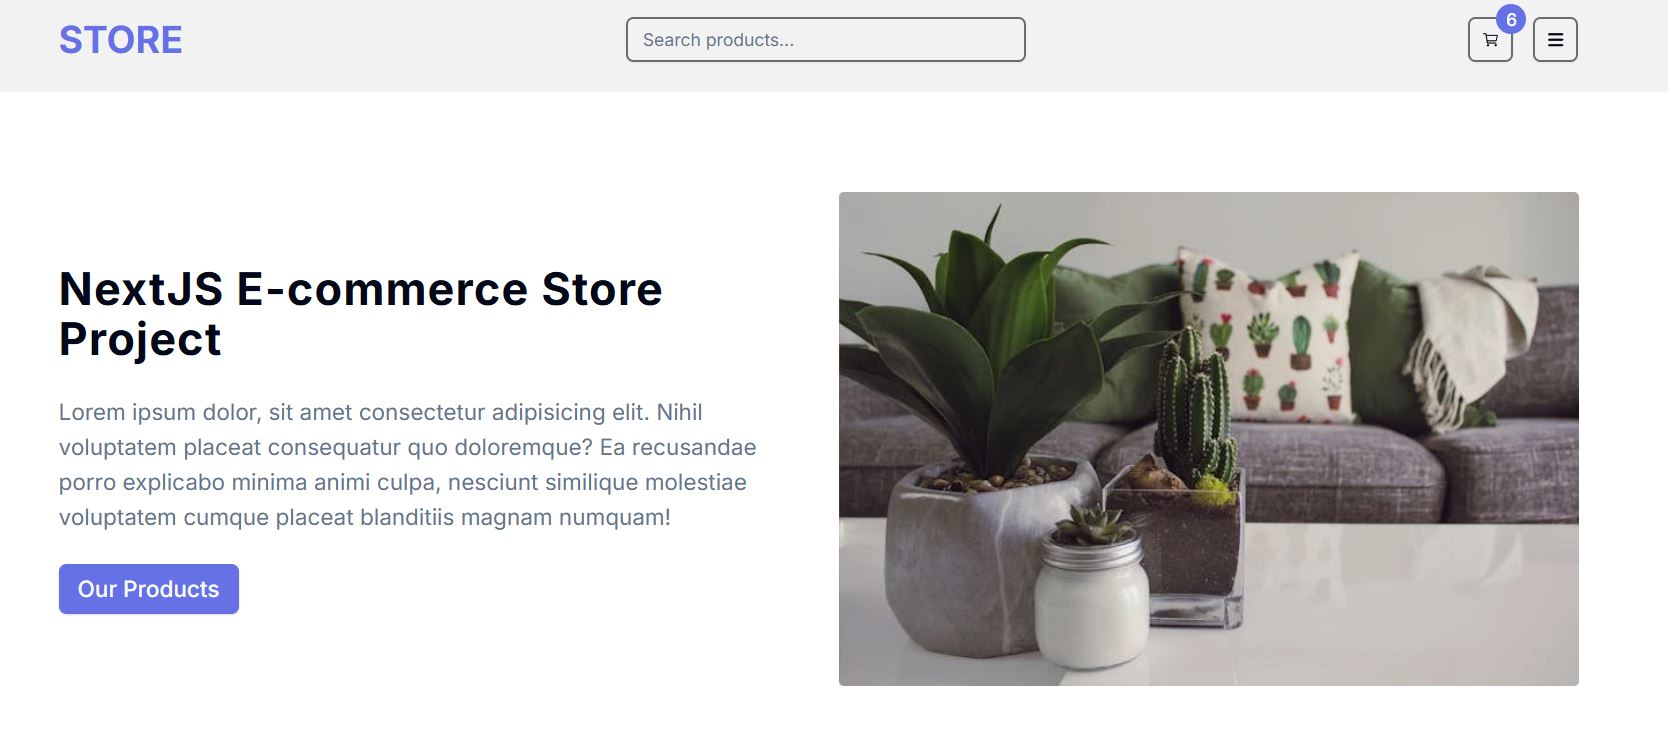 STORE
Search products...
6
NextJS E-commerce Store
Project
Lorem ipsum dolor, sit amet consectetur adipisicing elit. Nihil
voluptatem placeat consequatur quo doloremque? Ea recusandae
porro explicabo minima animi culpa, nesciunt similique molestiae
voluptatem cumque placeat blanditiis magnam numquam!
Our Products